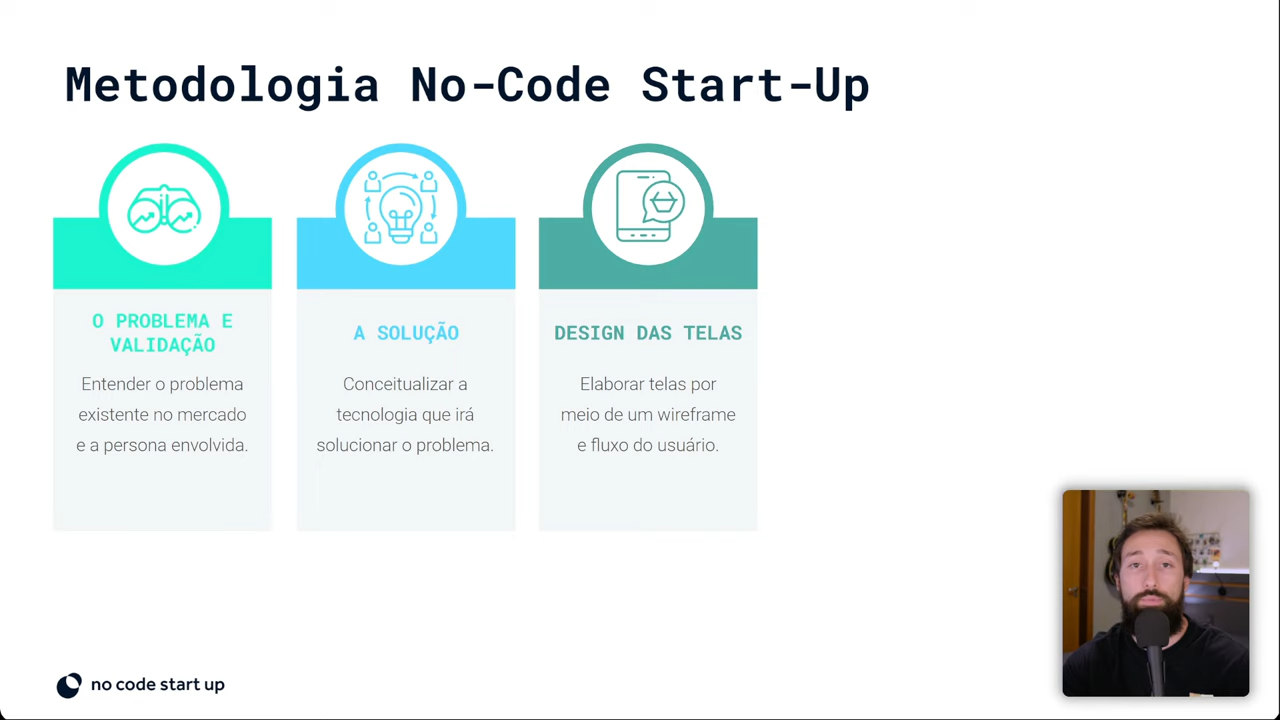 Metodologia No-Code Start-Up
O PROBLEMA E
VALIDAÇÃO
Entender o problema
existente no mercado
e a persona envolvida.
A SOLUÇÃO
Conceitualizar a
tecnologia que irá
solucionar o problema.
DESIGN DAS TELAS
Elaborar telas por
meio de um wireframe
e fluxo do usuário.
no code start up